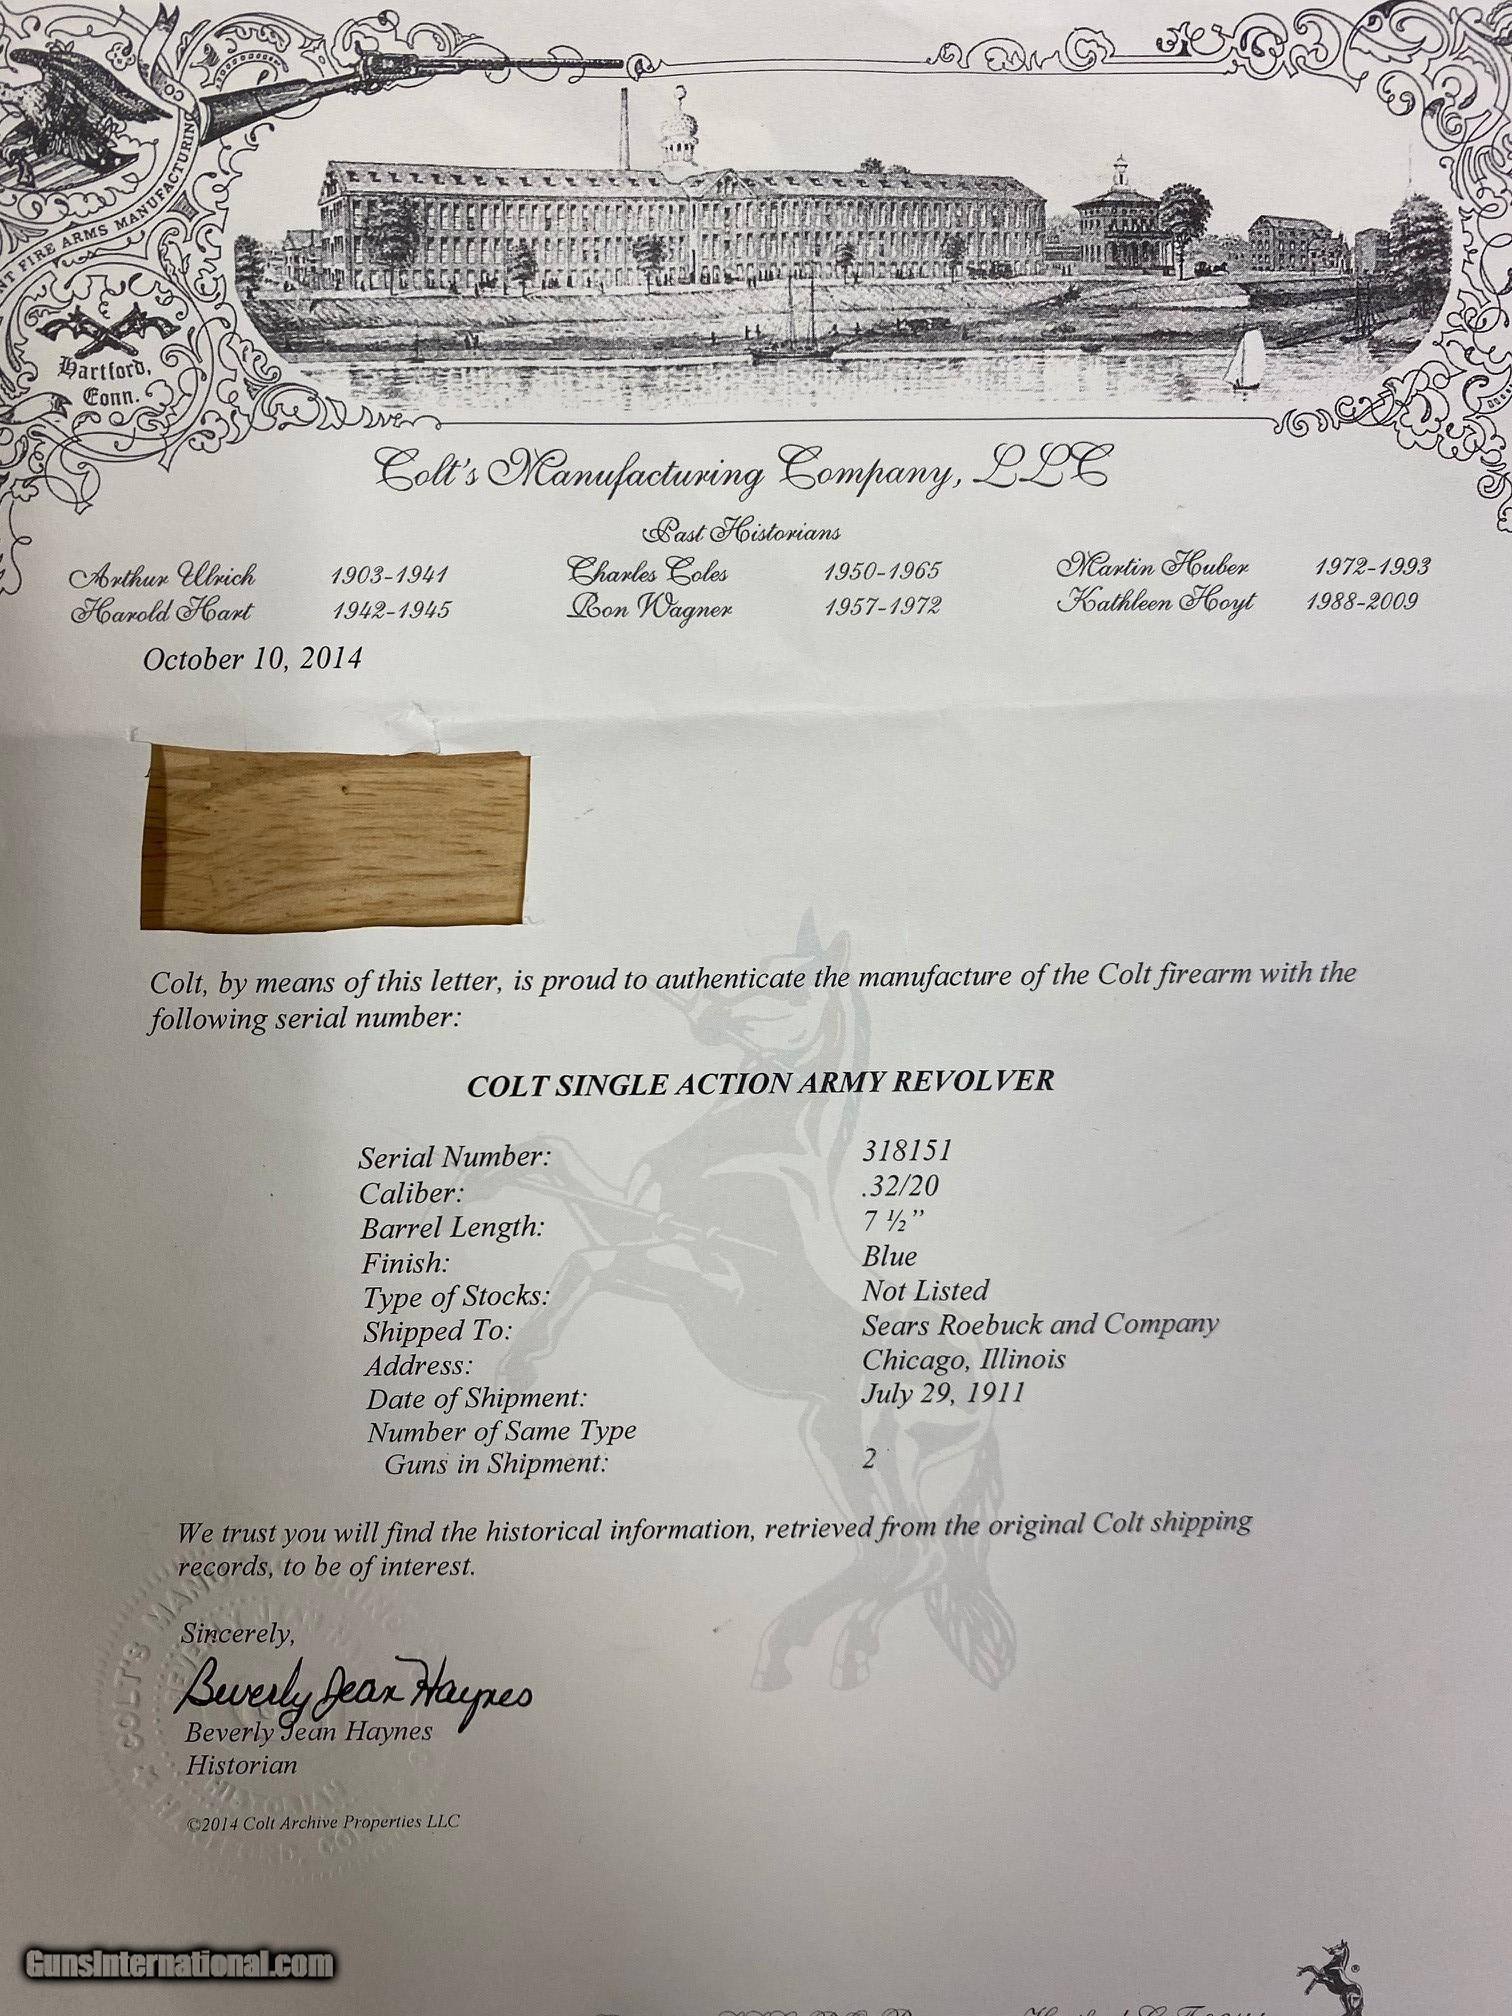 CO
NT FIRE ARMS MANUFACTURING
Hartford,
Conn.
Colt's Manufacturing Company, LLC
Past Historians
Arthur Ulrich 1903-1941 Charles Coles 1950-1965 Martin Huber 1972-1993
Harold Hart 1942-1945 Ron Wagner 1957-1972 Kathleen Hoyt 1988-2009
October 10, 2014
Colt, by means of this letter, is proud to authenticate the manufacture of the Colt firearm with the
following serial number:
COLT SINGLE ACTION ARMY REVOLVER
Serial Number: 318151
Caliber: .32/20
Barrel Length: 7 ½”
Finish: Blue
Type of Stocks: Not Listed
Shipped To: Sears Roebuck and Company
Address: Chicago, Illinois
Date of Shipment: July 29, 1911
Number of Same Type
Guns in Shipment: 2
We trust you will find the historical information, retrieved from the original Colt shipping
records, to be of interest.
Sincerely,
Beverly Jean Haynes
Beverly Jean Haynes
Historian
©2014 Colt Archive Properties LLC
COLT'S
GunsInternational.com
®